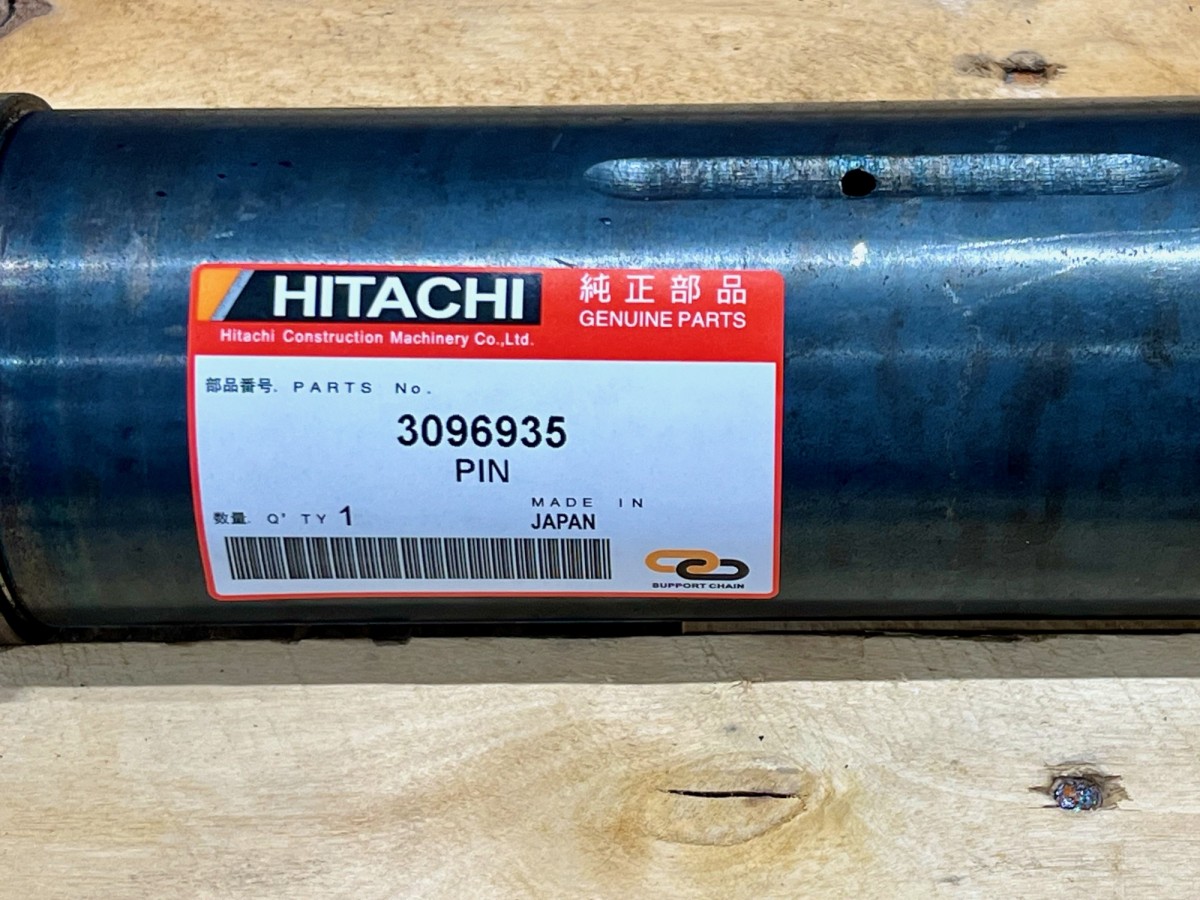 HITACHI
Hitachi Construction Machinery Co.,Ltd.
純正部品
GENUINE PARTS
部品番号. PARTS No.
3096935
PIN
MADE IN
JAPAN
数量. Q'TY 1
SUPPORT CHAIN